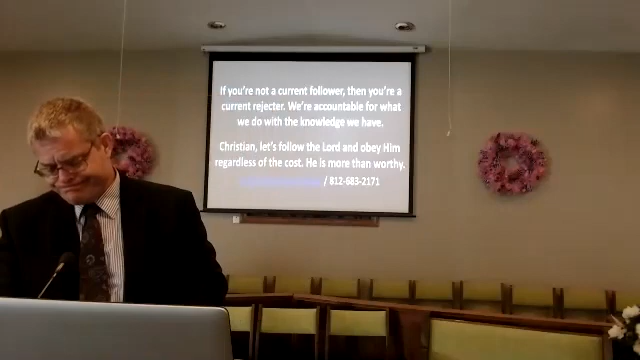 If you're not a current follower, then you're a
current rejecter. We're accountable for what
we do with the knowledge we have.
Christian, let's follow the Lord and obey HIm
regardless of the cost. He is more than worthy.
/ 812-683-2171